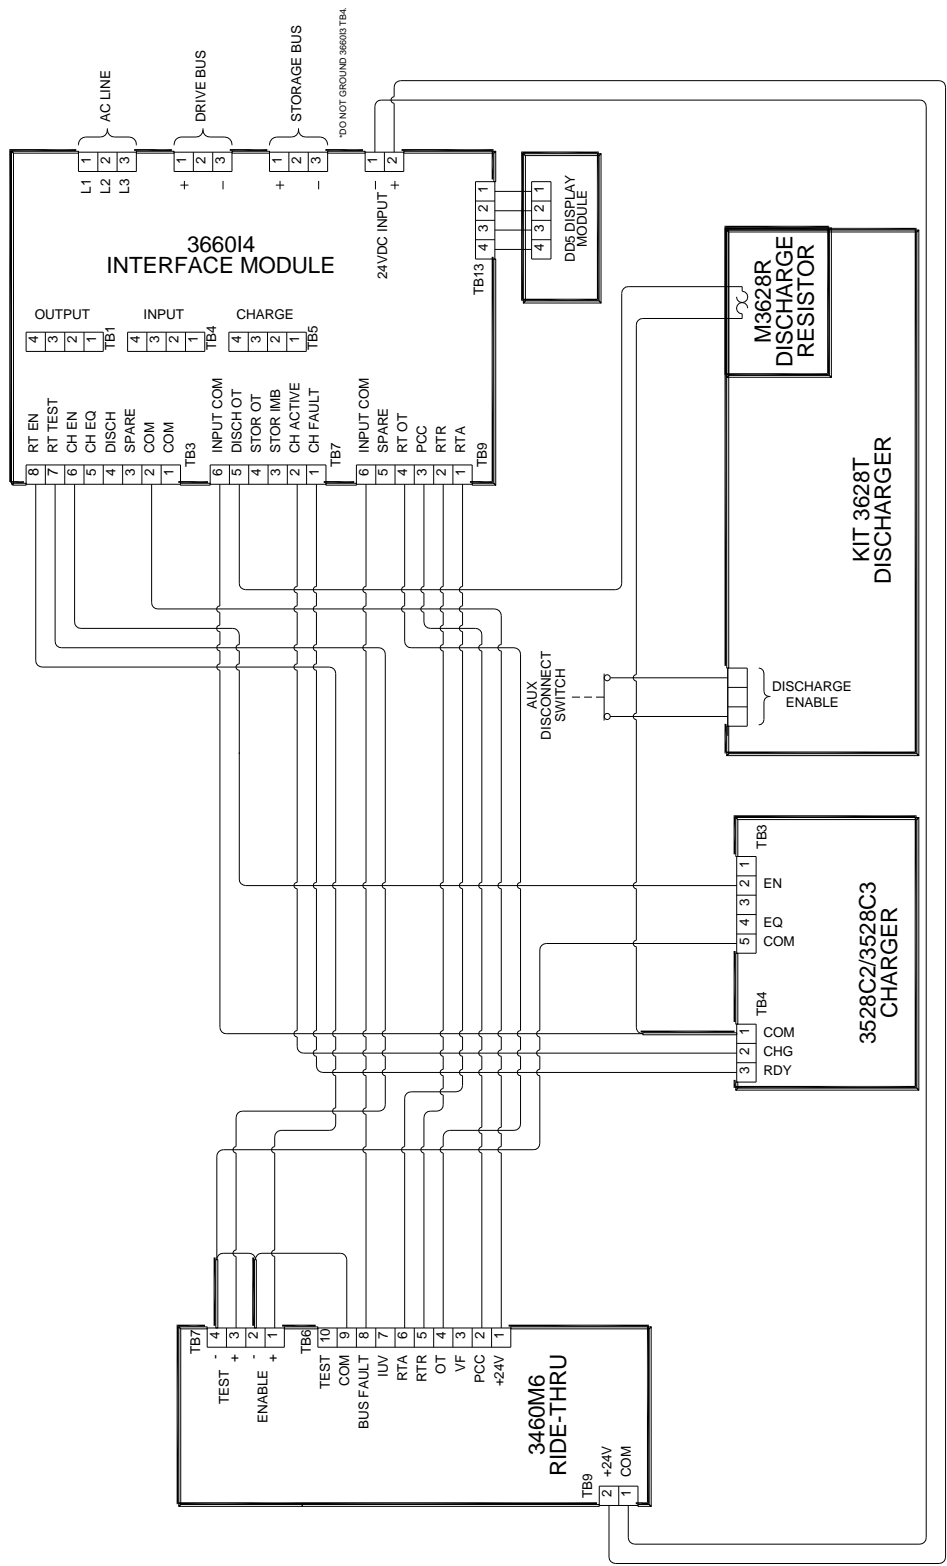 AC LINE
DRIVE BUS
STORAGE BUS
*DO NOT GROUND 3660I3 TB4.
1
2
3
L1
L2
L3
1
2
3
+
–
1
2
3
+
–
1
2
–
+
24VDC INPUT
3660I4
INTERFACE MODULE
TB13
1
2
3
4
1
2
3
4
DD5 DISPLAY
MODULE
OUTPUT
4
3
2
1
TB1
INPUT
4
3
2
1
TB4
CHARGE
4
3
2
1
TB5
RT EN
RT TEST
CH EN
CH EQ
DISCH
SPARE
COM
COM
8
7
6
5
4
3
2
1
TB3
INPUT COM
DISCH OT
STOR OT
STOR IMB
CH ACTIVE
CH FAULT
6
5
4
3
2
1
TB7
INPUT COM
SPARE
RT OT
PCC
RTR
RTA
6
5
4
3
2
1
TB9
M3628R
DISCHARGE
RESISTOR
KIT 3628T
DISCHARGER
AUX
DISCONNECT
SWITCH
DISCHARGE
ENABLE
TB3
1
2
3
4
5
EN
EQ
COM
TB4
1
2
3
COM
CHG
RDY
3528C2/3528C3
CHARGER
TB7
4
3
2
1
-
+
-
+
TEST
ENABLE
TB6
10
9
8
7
6
5
4
3
2
1
TEST
COM
BUS FAULT
IUV
RTA
RTR
OT
VF
PCC
+24V
3460M6
RIDE-THRU
TB9
2
1
+24V
COM